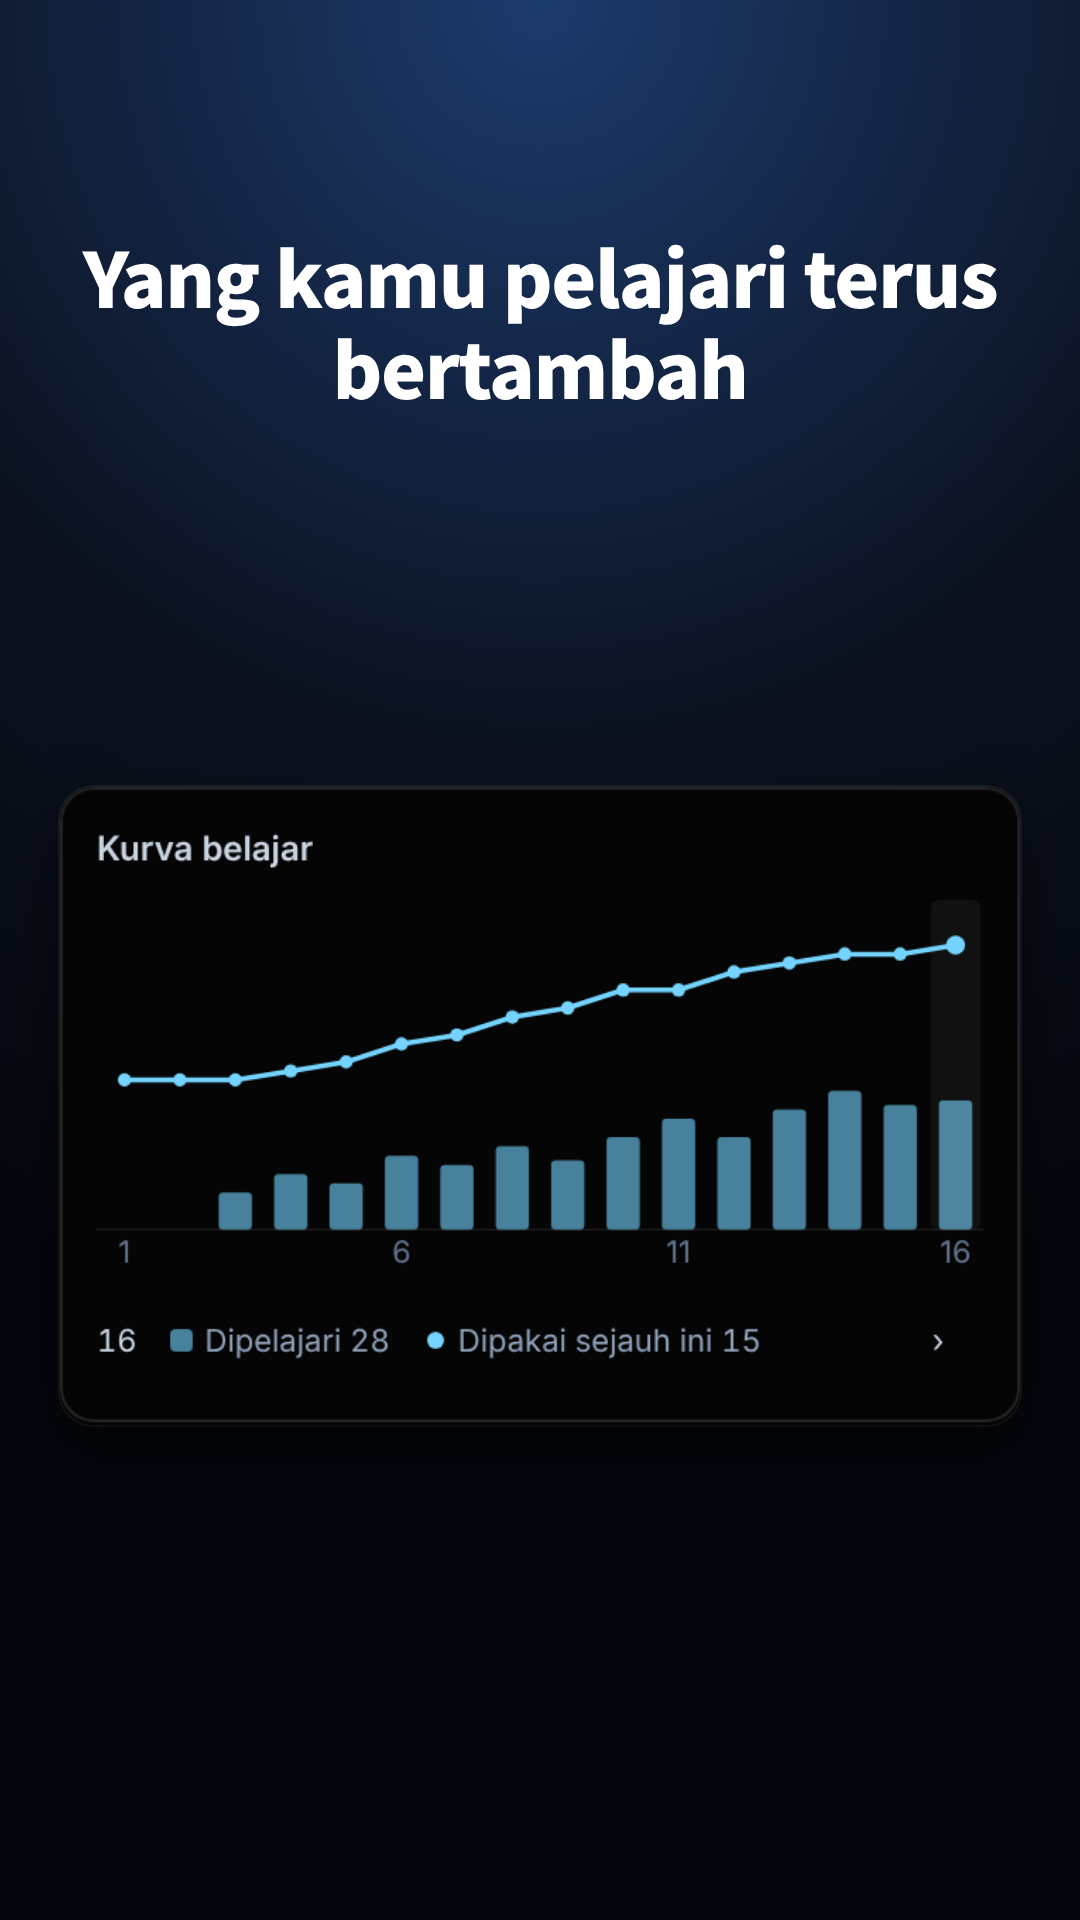 Yang kamu pelajari terus
bertambah
Kurva belajar
1 6 11 16
16 Dipelajari 28 Dipakai sejauh ini 15 ›